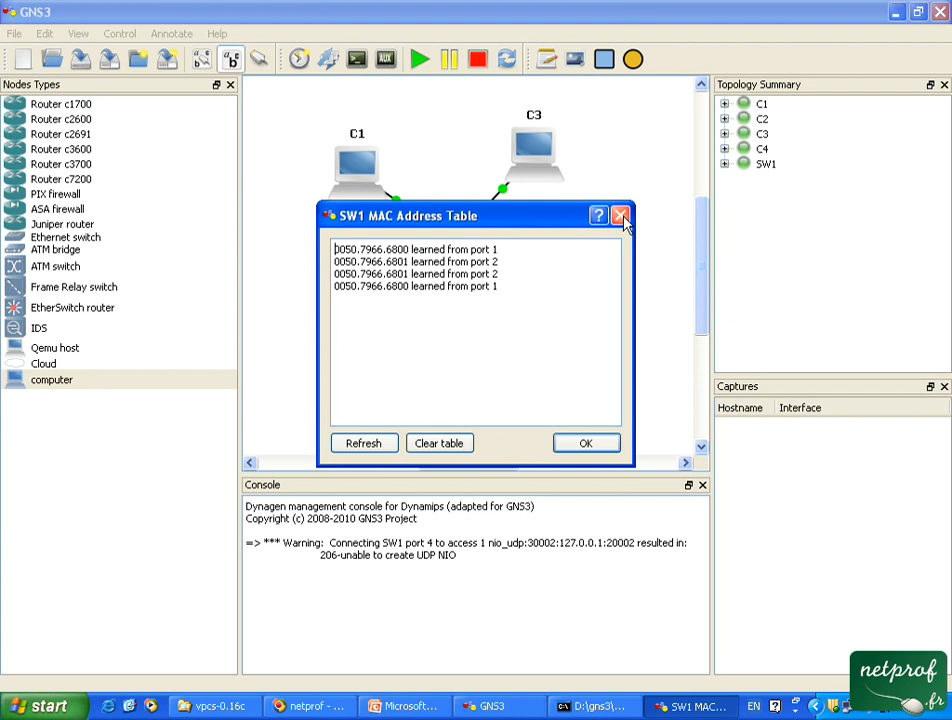 GNS3
File Edit View Control Annotate Help
Nodes Types
Router c1700
Router c2600
Router c2691
Router c3600
Router c3700
Router c7200
PIX firewall
ASA firewall
Juniper router
Ethernet switch
ATM bridge
ATM switch
Frame Relay switch
EtherSwitch router
IDS
Qemu host
Cloud
computer
C1
C3
SW1 MAC Address Table
0050.7966.6800 learned from port 1
0050.7966.6801 learned from port 2
0050.7966.6801 learned from port 2
0050.7966.6800 learned from port 1
Refresh
Clear table
OK
Console
Dynagen management console for Dynamips (adapted for GNS3)
Copyright (c) 2008-2010 GNS3 Project
=> *** Warning: Connecting SW1 port 4 to access 1 nio_udp:30002:127.0.0.1:20002 resulted in:
206-unable to create UDP NIO
Topology Summary
C1
C2
C3
C4
SW1
Captures
Hostname Interface
netprof
.fr
start
vpcs-0.16c
netprof - ...
Microsoft...
GNS3
D:\gns3\...
SW1 MAC...
EN